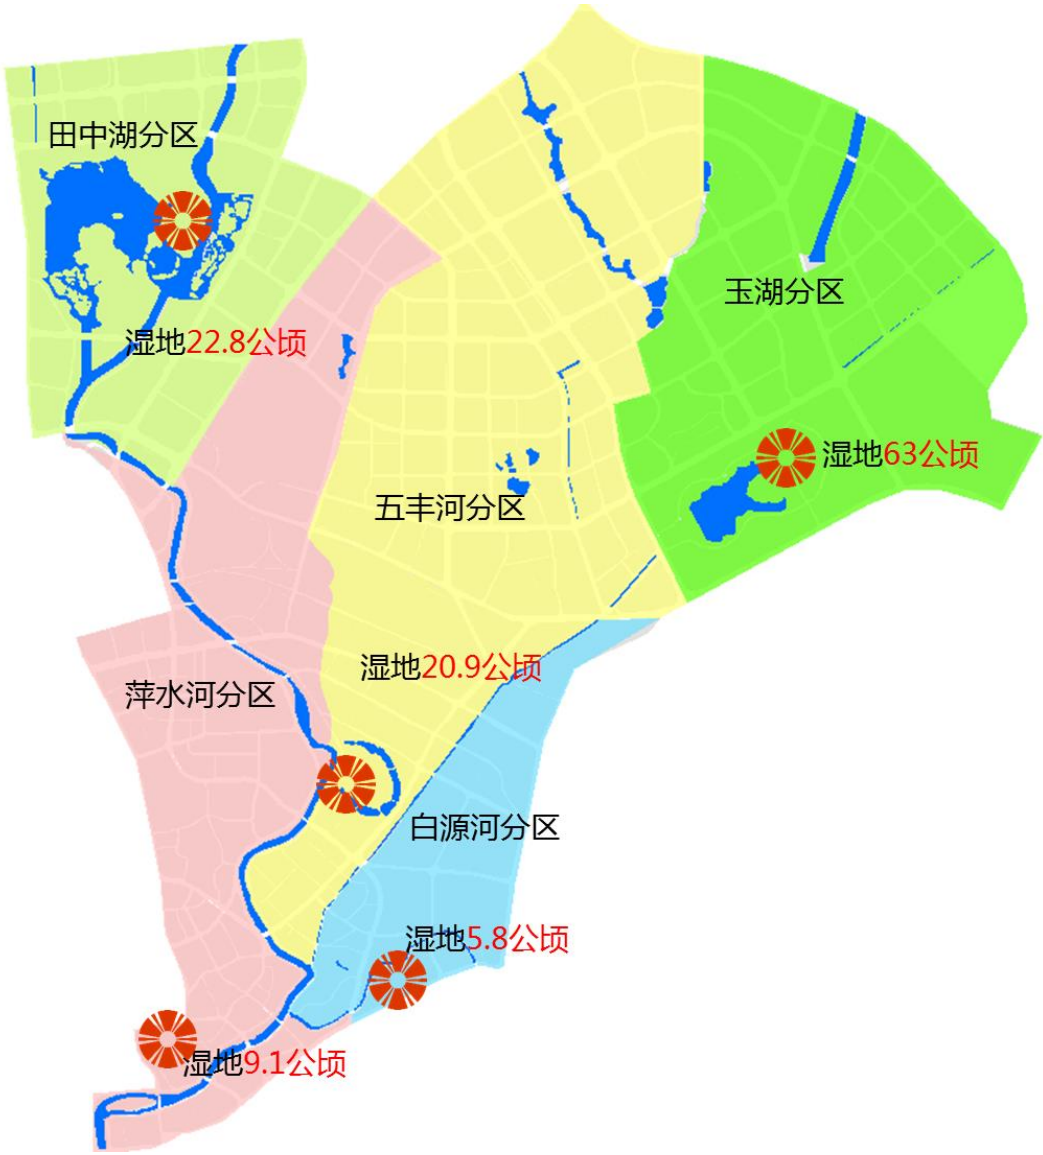 田中湖分区
玉湖分区
湿地22.8公顷
湿地63公顷
五丰河分区
湿地20.9公顷
萍水河分区
白源河分区
湿地5.8公顷
湿地9.1公顷